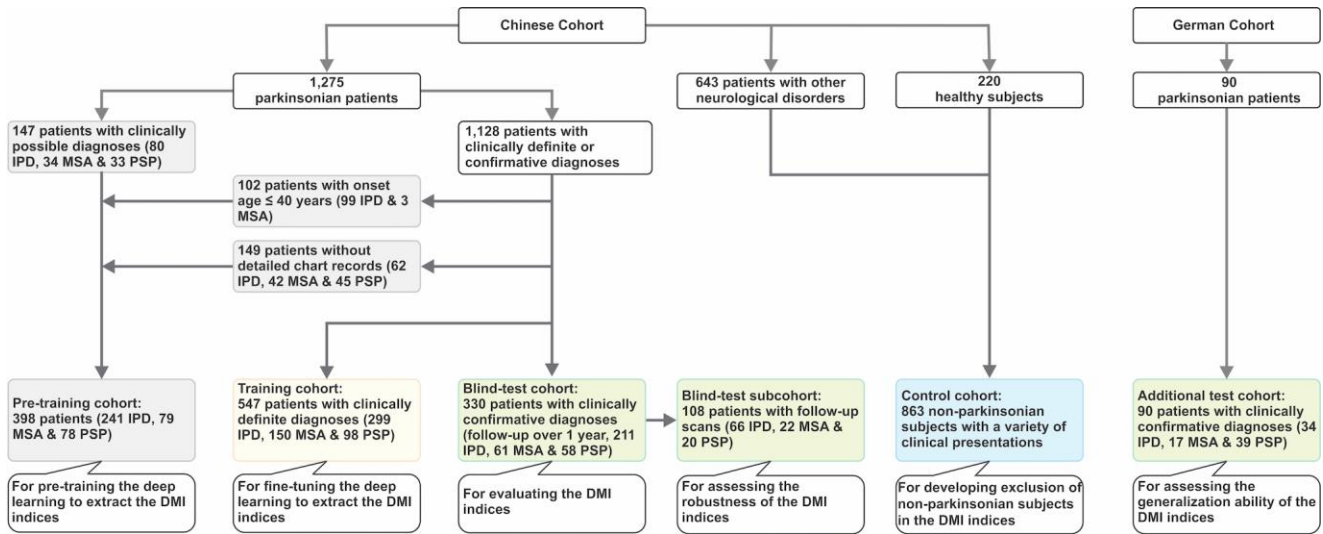 Chinese Cohort
German Cohort
1,275
parkinsonian patients
643 patients with other
neurological disorders
220
healthy subjects
90
parkinsonian patients
147 patients with clinically
possible diagnoses (80
IPD, 34 MSA & 33 PSP)
1,128 patients with
clinically definite or
confirmative diagnoses
102 patients with onset
age ≤ 40 years (99 IPD & 3
MSA)
149 patients without
detailed chart records (62
IPD, 42 MSA & 45 PSP)
Pre-training cohort:
398 patients (241 IPD, 79
MSA & 78 PSP)
Training cohort:
547 patients with clinically
definite diagnoses (299
IPD, 150 MSA & 98 PSP)
Blind-test cohort:
330 patients with clinically
confirmative diagnoses
(follow-up over 1 year, 211
IPD, 61 MSA & 58 PSP)
Blind-test subcohort:
108 patients with follow-up
scans (66 IPD, 22 MSA &
20 PSP)
Control cohort:
863 non-parkinsonian
subjects with a variety of
clinical presentations
Additional test cohort:
90 patients with clinically
confirmative diagnoses (34
IPD, 17 MSA & 39 PSP)
For pre-training the deep
learning to extract the DMI
indices
For fine-tuning the deep
learning to extract the DMI
indices
For evaluating the DMI
indices
For assessing the
robustness of the DMI
indices
For developing exclusion of
non-parkinsonian subjects
in the DMI indices
For assessing the
generalization ability of the
DMI indices